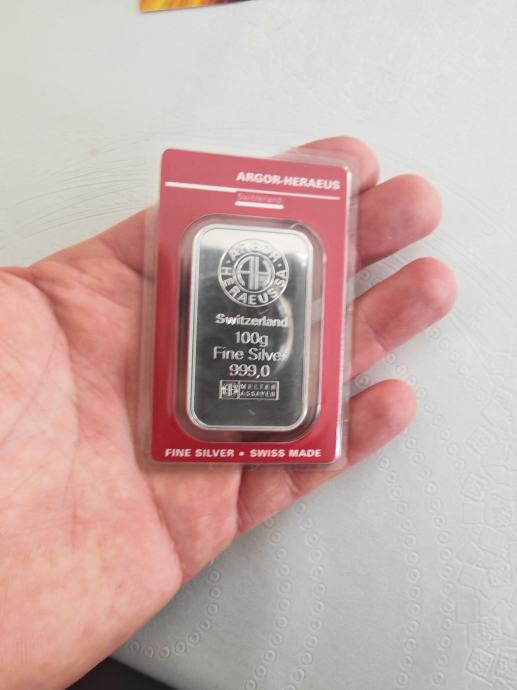 ARGOR-HERAEUS
Switzerland
ARGOR HERAEUS SA
AH
Switzerland
100g
Fine Silver
999,0
MELTER
ASSAYER
FINE SILVER • SWISS MADE